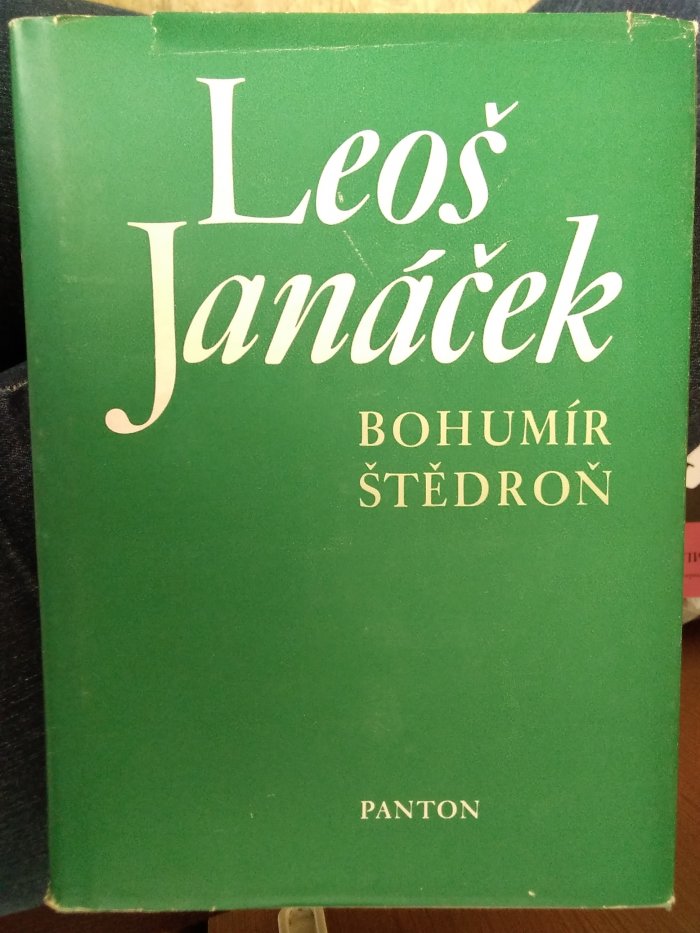 Leoš
Janáček
BOHUMÍR
ŠTĚDROŇ
PANTON